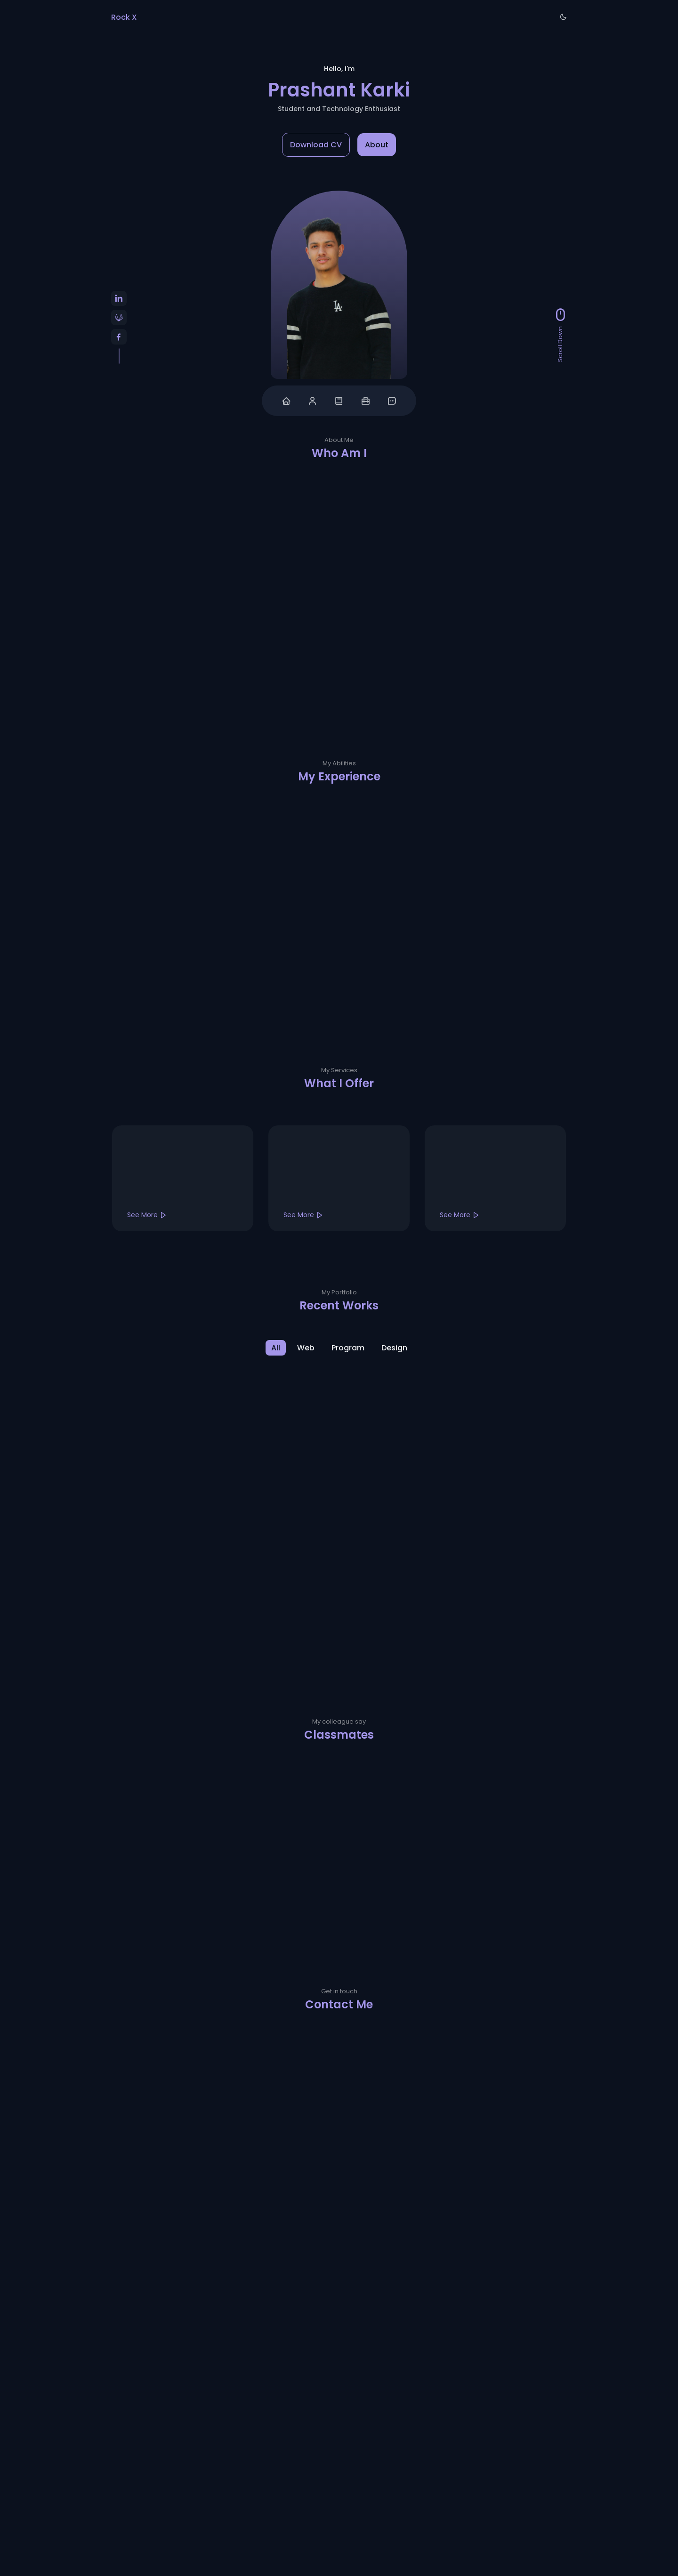 Rock X
Hello, I'm
Prashant Karki
Student and Technology Enthusiast
Download CV
About
LA
Scroll Down
About Me
Who Am I
My Abilities
My Experience
My Services
What I Offer
See More
See More
See More
My Portfolio
Recent Works
All
Web
Program
Design
My colleague say
Classmates
Get in touch
Contact Me